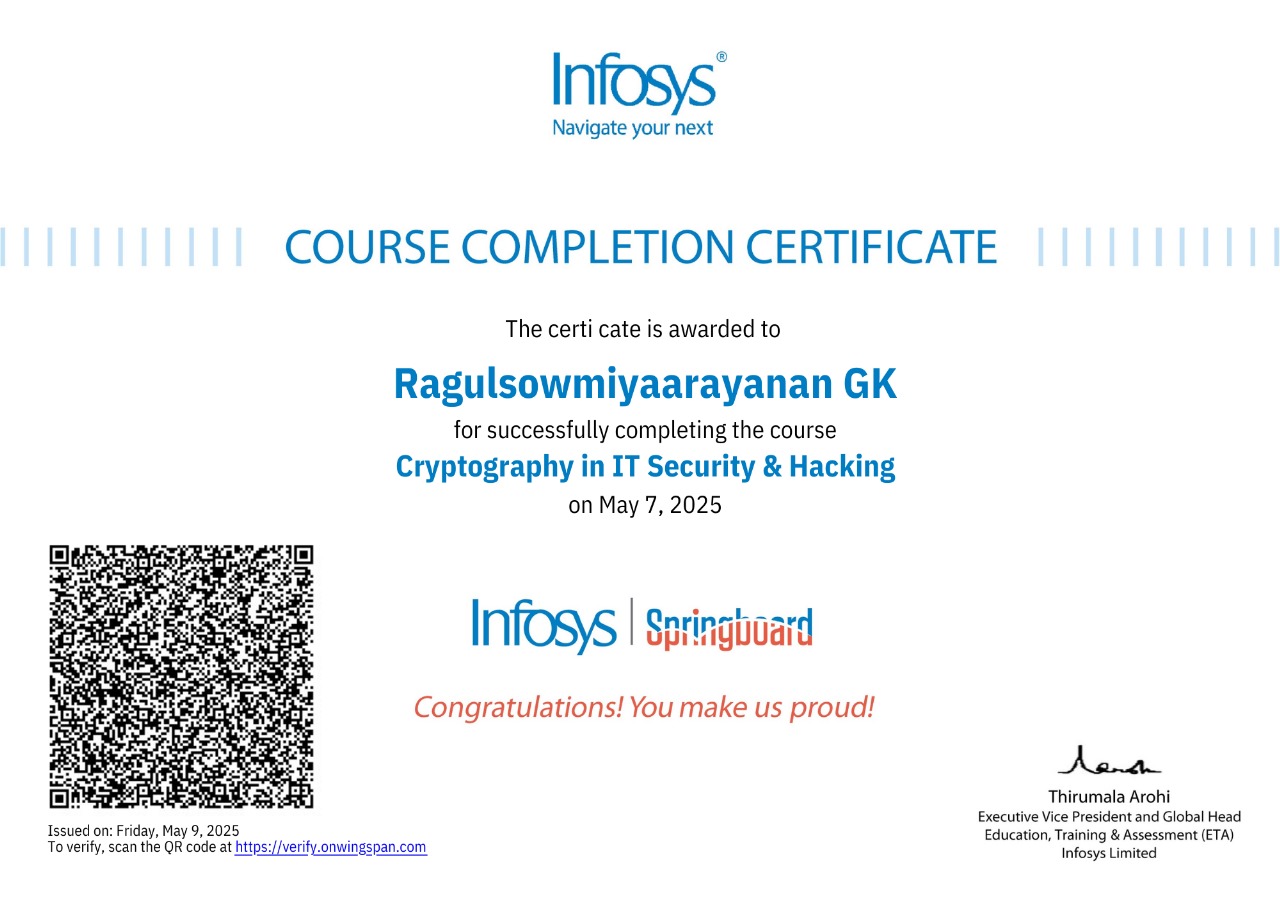 Infosys®
Navigate your next
COURSE COMPLETION CERTIFICATE
The certi cate is awarded to
Ragulsowmiyaarayanan GK
for successfully completing the course
Cryptography in IT Security & Hacking
on May 7, 2025
Infosys | Springboard
Congratulations! You make us proud!
Issued on: Friday, May 9, 2025
To verify, scan the QR code at https://verify.onwingspan.com
Thirumala Arohi
Executive Vice President and Global Head
Education, Training & Assessment (ETA)
Infosys Limited